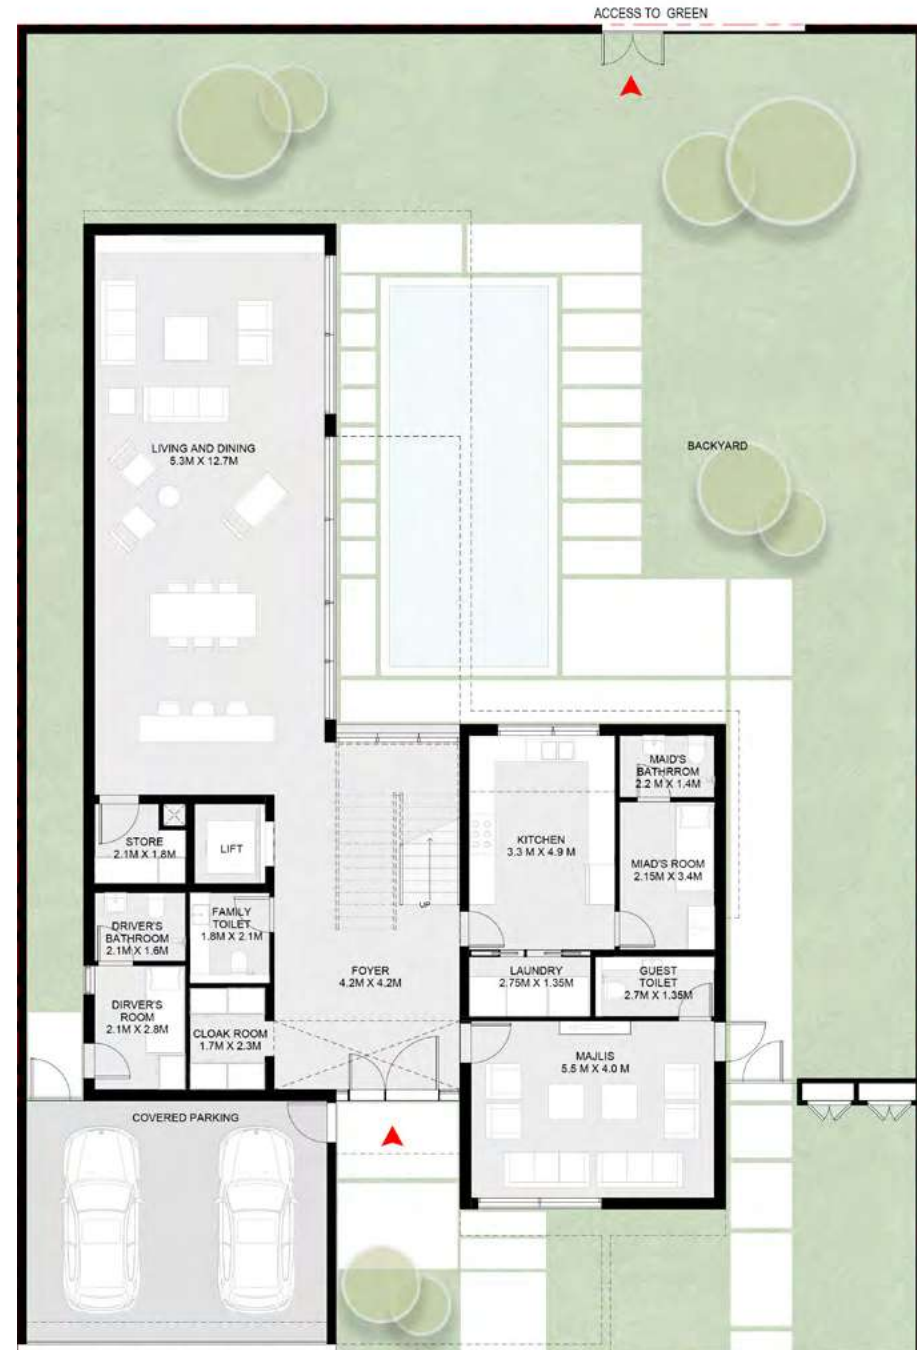 ACCESS TO GREEN
LIVING AND DINING
5.3M X 12.7M
BACKYARD
MAID'S
BATHRROM
2.2 M X 1.4M
STORE
2.1M X 1.8M
LIFT
KITCHEN
3.3 M X 4.9 M
MIAD'S ROOM
2.15M X 3.4M
UP
FAMILY
TOILET
1.8M X 2.1M
DRIVER'S
BATHROOM
2.1M X 1.6M
FOYER
4.2M X 4.2M
LAUNDRY
2.75M X 1.35M
GUEST
TOILET
2.7M X 1.35M
DIRVER'S
ROOM
2.1M X 2.8M
CLOAK ROOM
1.7M X 2.3M
MAJLIS
5.5 M X 4.0 M
COVERED PARKING